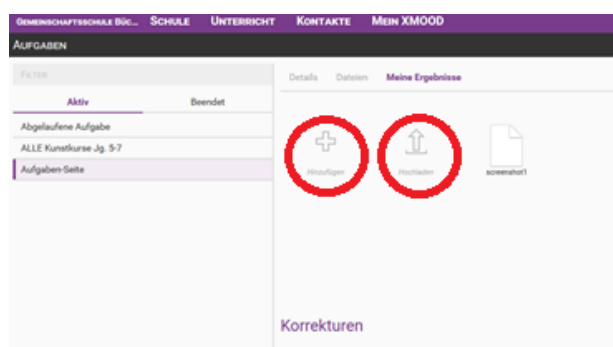 GEMEINSCHAFTSSCHULE BÜC... SCHULE UNTERRICHT KONTAKTE MEIN XMOOD
AUFGABEN
FILTER
Details Dateien Meine Ergebnisse
Aktiv Beendet
Abgelaufene Aufgabe
ALLE Kunstkurse Jg. 5-7
Aufgaben-Seite
Hinzufügen Hochladen screenshot1
Korrekturen